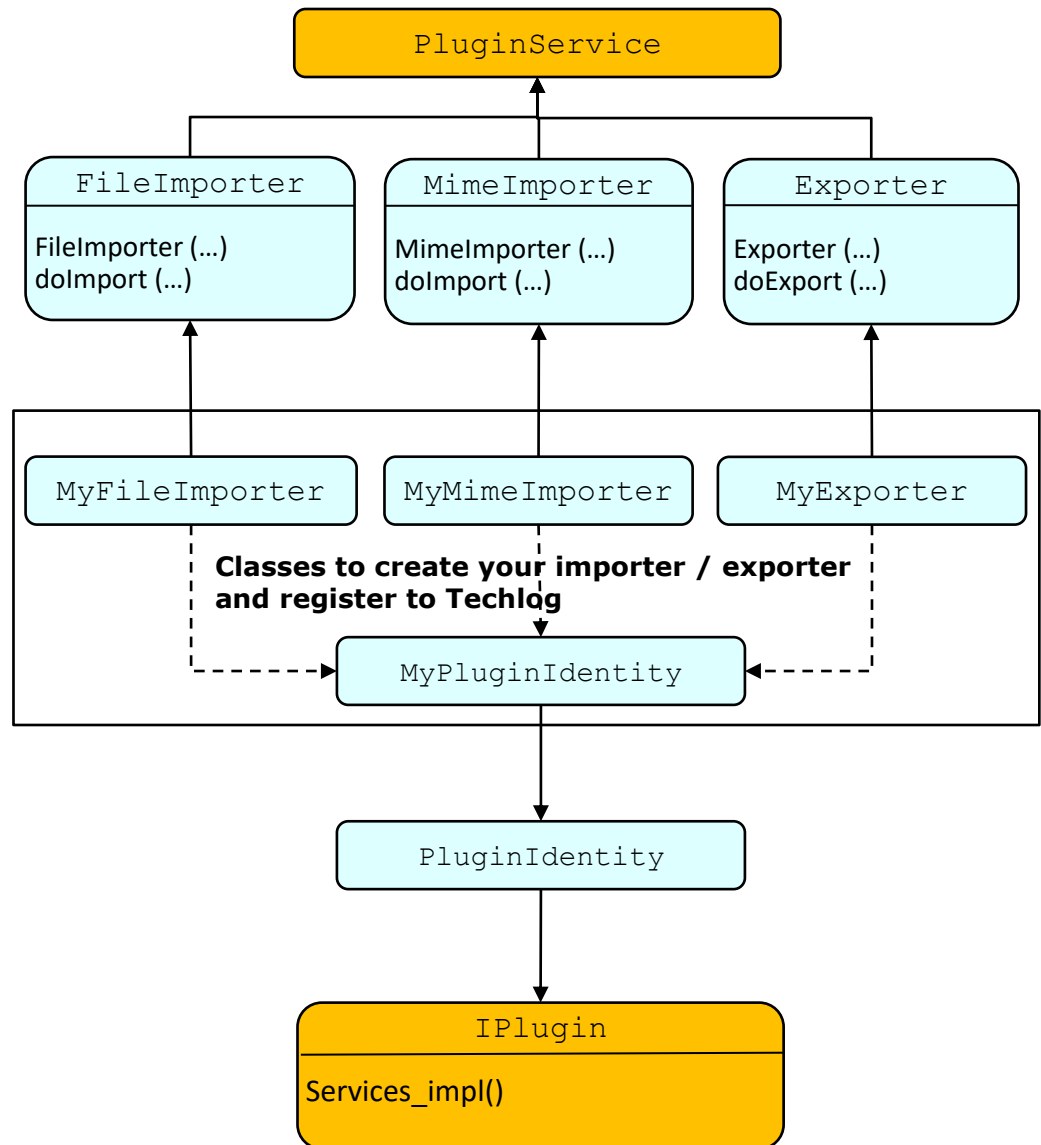 PluginService
FileImporter
MimeImporter
Exporter
FileImporter (…)
doImport (…)
MimeImporter (…)
doImport (…)
Exporter (…)
doExport (…)
MyFileImporter
MyMimeImporter
MyExporter
Classes to create your importer / exporter
and register to Techlog
MyPluginIdentity
PluginIdentity
IPlugin
Services_impl()